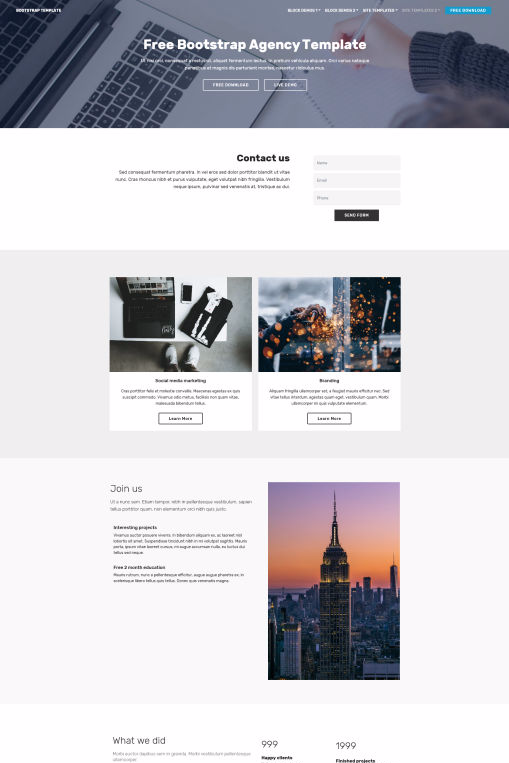 BOOTSTRAP TEMPLATE
BLOCK DEMOS 1 BLOCK DEMOS 2 SITE TEMPLATES SITE TEMPLATES 2 FREE DOWNLOAD
Free Bootstrap Agency Template
Ut nisl orci, consequat a lectus sit, aliquet fermentum lectus. In pretium vehicula aliquam. Orci varius natoque
penatibus et magnis dis parturient montes, nascetur ridiculus mus.
FREE DOWNLOAD LIVE DEMO
Contact us
Sed consequat fermentum pharetra. In vel eros sed dolor porttitor blandit ut vitae
nunc. Cras rhoncus nibh et purus vulputate, eget volutpat nibh fringilla. Vestibulum
neque ipsum, pulvinar sed venenatis at, tristique ac dui.
Name
Email
Phone
SEND FORM
Social media marketing
Cras porttitor felis at molestie convallis. Maecenas egestas ex quis
suscipit commodo. Vivamus odio metus, facilisis non quam vitae,
malesuada bibendum tellus.
Learn More
Branding
Aliquam fringilla ullamcorper est, a feugiat mauris efficitur nec. Sed
vitae tellus interdum, egestas quam eget, vestibulum quam. Morbi
ullamcorper mi quis vulputate elementum.
Learn More
Join us
Ut a nunc sem. Etiam tempor, nibh in pellentesque vestibulum, sapien
tellus porttitor quam, non elementum orci nibh quis justo.
Interesting projects
Vivamus auctor posuere viverra. In bibendum aliquam ex, ac laoreet nisl
lobortis sit amet. Suspendisse tincidunt nibh in mi volutpat sagittis. Mauris
porta, ipsum vitae laoreet cursus, mi augue accumsan nulla, eu luctus dui
tellus sed neque.
Free 2 month education
Mauris rutrum, nunc a pellentesque efficitur, augue augue pharetra ex, in
scelerisque libero tellus quis tellus. Donec quis venenatis magna.
What we did
Morbi auctor dapibus sem in gravida. Morbi vestibulum pellentesque
ullamcorper.
999
Happy clients
1999
Finished projects